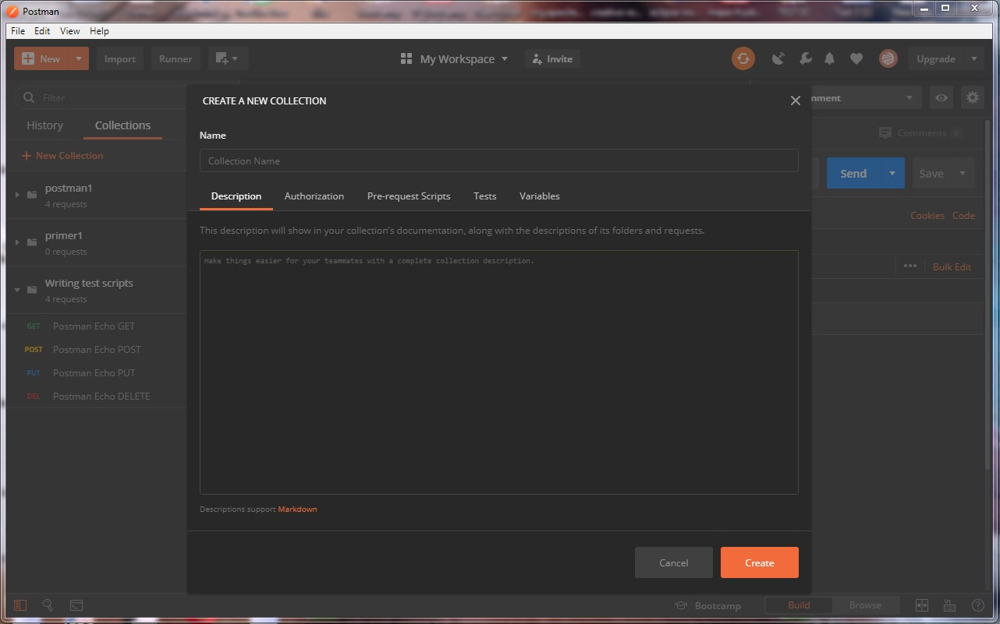 Postman
File Edit View Help
New Import Runner My Workspace Invite Upgrade
Filter
CREATE A NEW COLLECTION
nment
History Collections
Comments 0
Name
New Collection
Collection Name
Send Save
postman1
4 requests
Description Authorization Pre-request Scripts Tests Variables
Cookies Code
This description will show in your collection's documentation, along with the descriptions of its folders and requests.
primer1
0 requests
Make things easier for your teammates with a complete collection description.
Bulk Edit
Writing test scripts
4 requests
GET Postman Echo GET
POST Postman Echo POST
PUT Postman Echo PUT
DEL Postman Echo DELETE
Descriptions support Markdown
Cancel Create
Bootcamp Build Browse